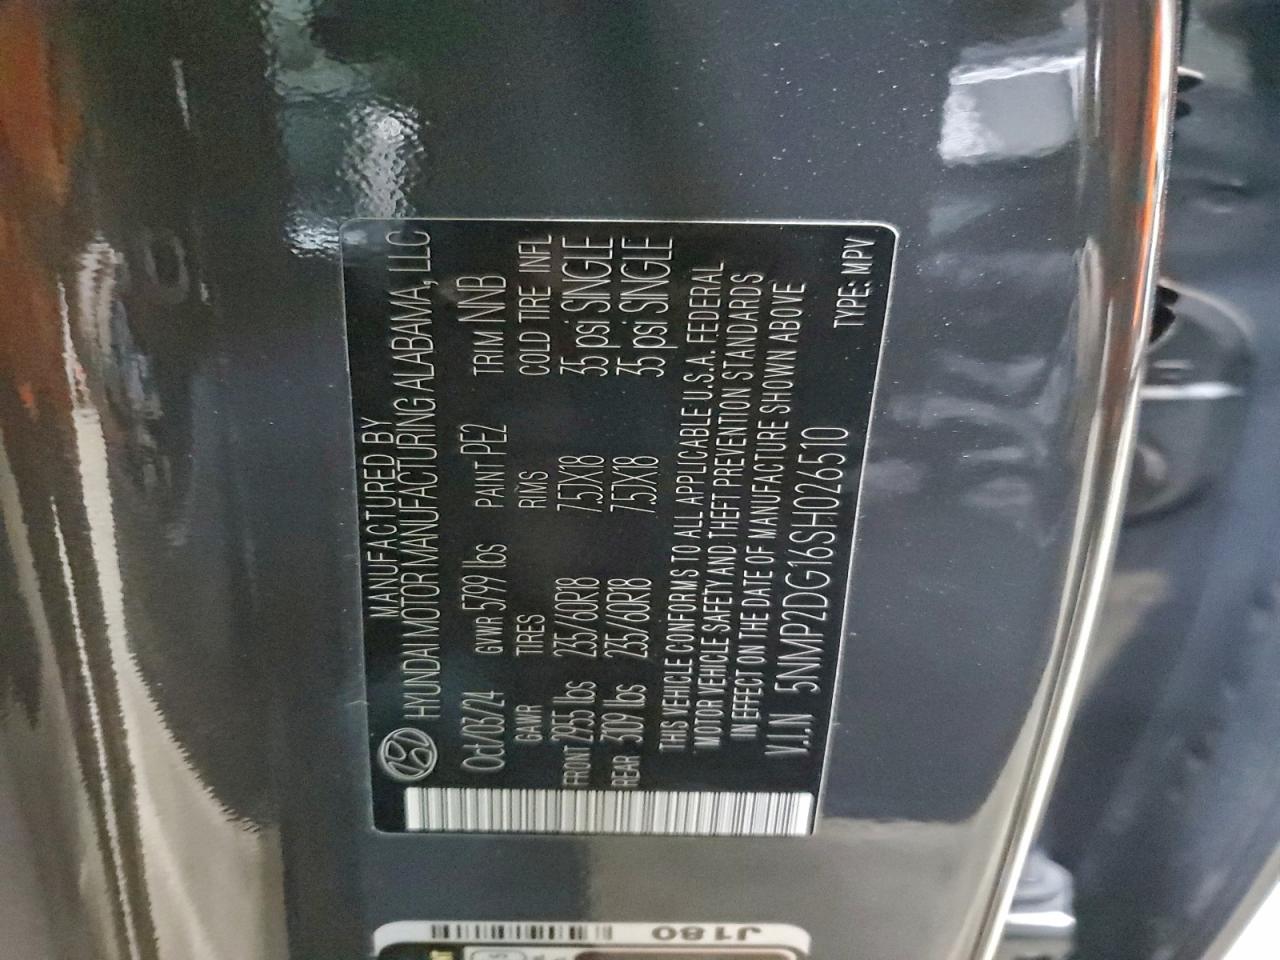 MANUFACTURED BY
HYUNDAI MOTOR MANUFACTURING ALABAMA, LLC
Oct/03/24 GVWR 5799 lbs PAINT PE2 TRIM NNB
GAWR TIRES RIMS COLD TIRE INFL
FRONT 2965 lbs 235/60R18 7.5JX18 35 psi SINGLE
REAR 3109 lbs 235/60R18 7.5JX18 35 psi SINGLE
THIS VEHICLE CONFORMS TO ALL APPLICABLE U.S.A. FEDERAL
MOTOR VEHICLE SAFETY AND THEFT PREVENTION STANDARDS
IN EFFECT ON THE DATE OF MANUFACTURE SHOWN ABOVE
V.I.N 5NMP2DG16SH026510
TYPE: MPV
J180